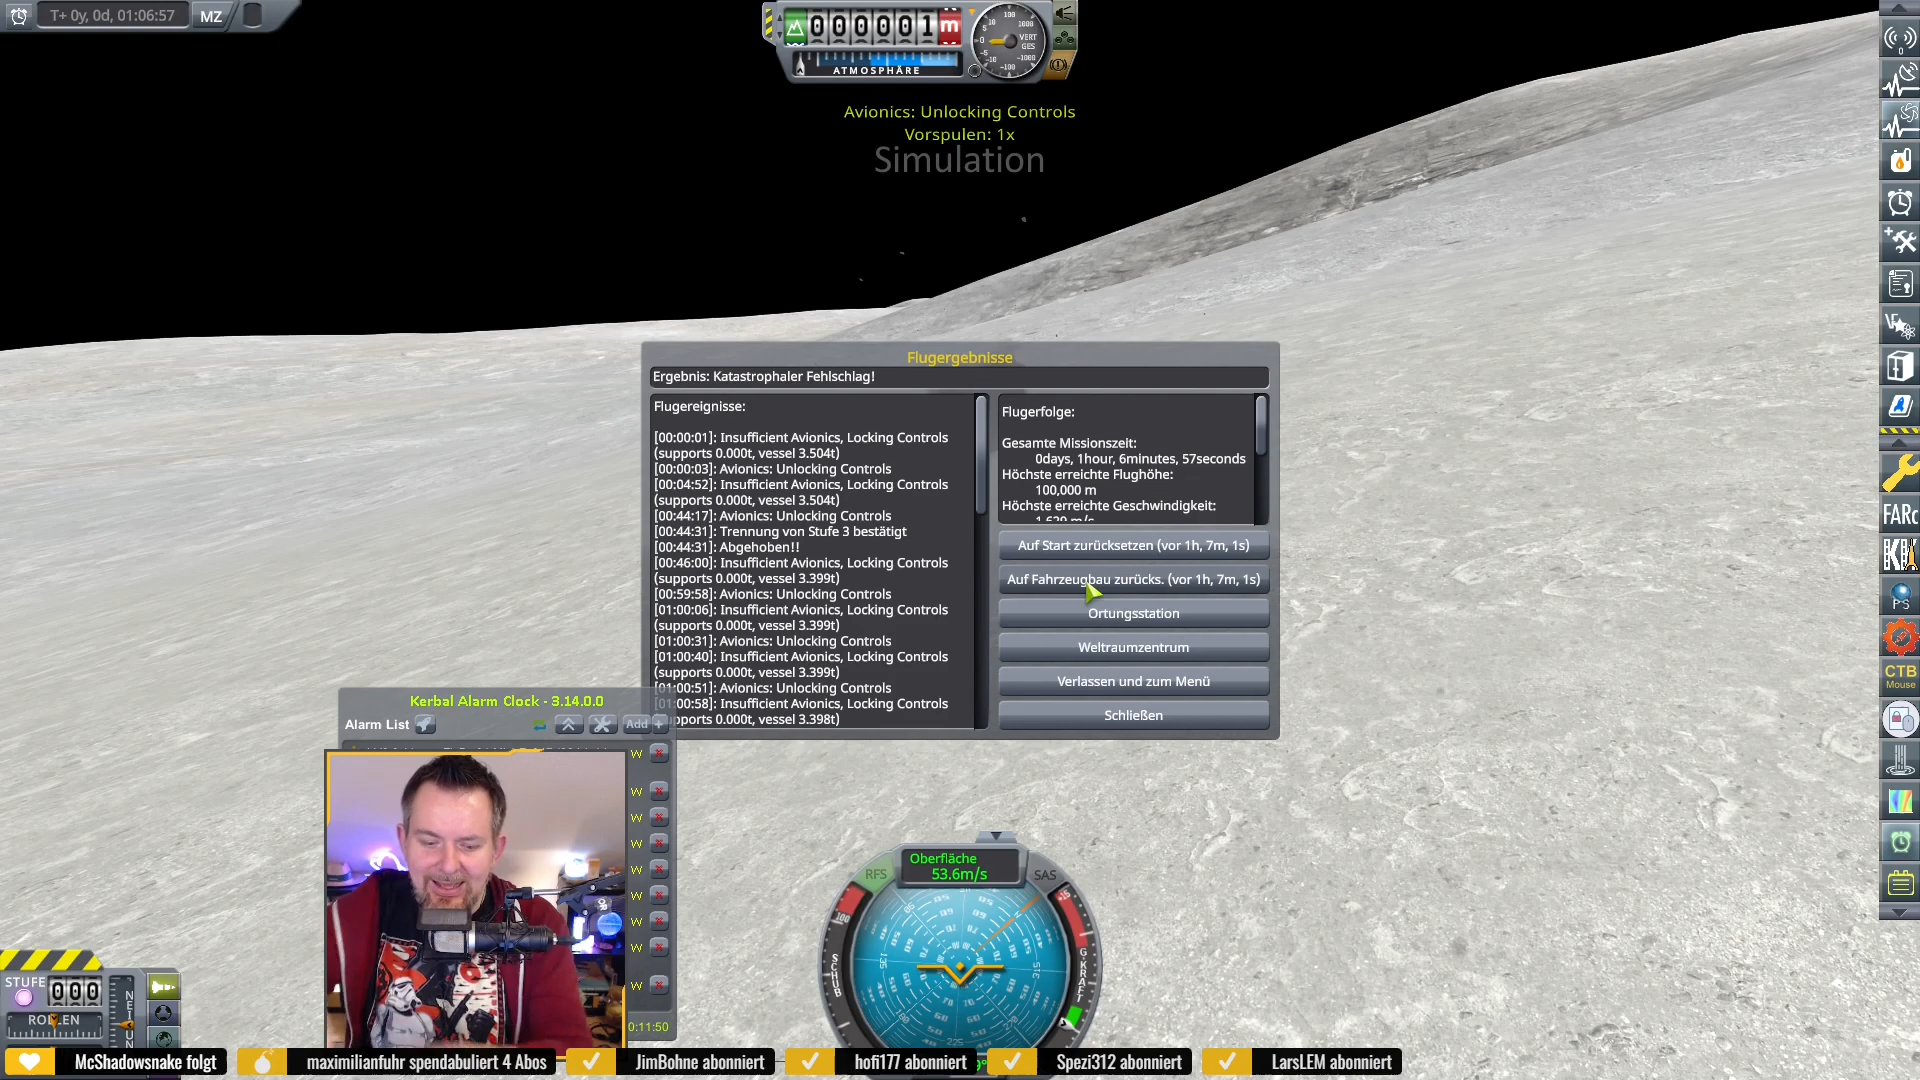 T+ 0y, 0d, 01:06:57
MZ
000001 m
ATMOSPHÄRE
VERT
GES
Avionics: Unlocking Controls
Vorspulen: 1x
Simulation
Flugergebnisse
Ergebnis: Katastrophaler Fehlschlag!
Flugereignisse:
[00:00:01]: Insufficient Avionics, Locking Controls
(supports 0.000t, vessel 3.504t)
[00:00:03]: Avionics: Unlocking Controls
[00:04:52]: Insufficient Avionics, Locking Controls
(supports 0.000t, vessel 3.504t)
[00:44:17]: Avionics: Unlocking Controls
[00:44:31]: Trennung von Stufe 3 bestätigt
[00:44:31]: Abgehoben!!
[00:46:00]: Insufficient Avionics, Locking Controls
(supports 0.000t, vessel 3.399t)
[00:59:58]: Avionics: Unlocking Controls
[01:00:06]: Insufficient Avionics, Locking Controls
(supports 0.000t, vessel 3.399t)
[01:00:31]: Avionics: Unlocking Controls
[01:00:40]: Insufficient Avionics, Locking Controls
(supports 0.000t, vessel 3.399t)
[01:00:51]: Avionics: Unlocking Controls
[01:00:58]: Insufficient Avionics, Locking Controls
supports 0.000t, vessel 3.398t)
Flugerfolge:
Gesamte Missionszeit:
0days, 1hour, 6minutes, 57seconds
Höchste erreichte Flughöhe:
100,000 m
Höchste erreichte Geschwindigkeit:
Auf Start zurücksetzen (vor 1h, 7m, 1s)
Auf Fahrzeugbau zurücks. (vor 1h, 7m, 1s)
Ortungsstation
Weltraumzentrum
Verlassen und zum Menü
Schließen
Kerbal Alarm Clock - 3.14.0.0
Alarm List
Add +
W
W
W
W
W
W
W
W
W
0:11:50
Oberfläche
53.6m/s
RFS
SAS
SCHUB
G-KRAFT
STUFE
000
ROLLEN
FARc
PS
CTB
Mouse
McShadowsnake folgt
maximilianfuhr spendabuliert 4 Abos
JimBohne abonniert
hofi177 abonniert
Spezi312 abonniert
LarsLEM abonniert